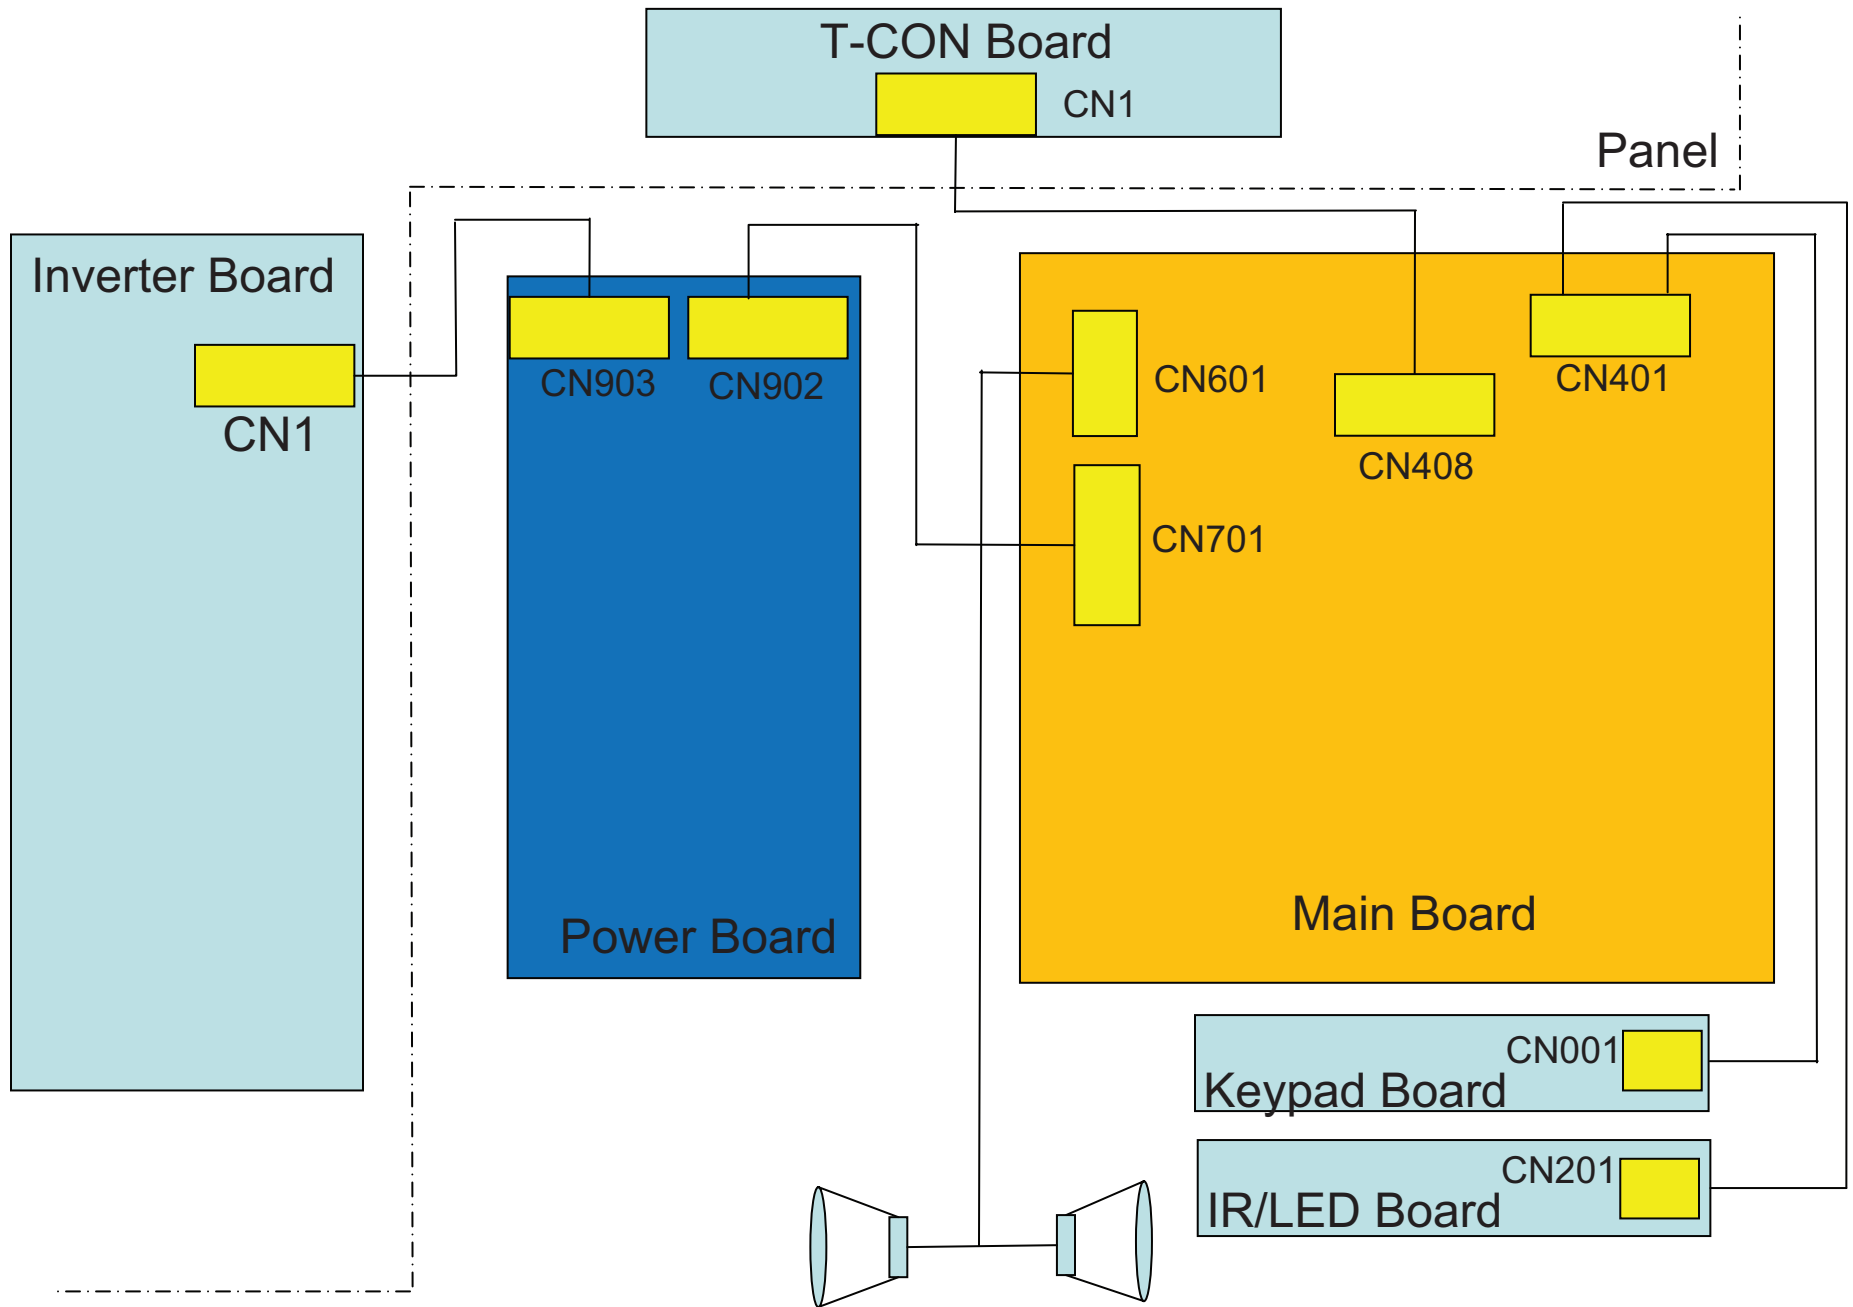 T-CON Board
CN1
Panel
Inverter Board
CN1
CN903
CN902
Power Board
CN601
CN401
CN408
CN701
Main Board
CN001
Keypad Board
CN201
IR/LED Board